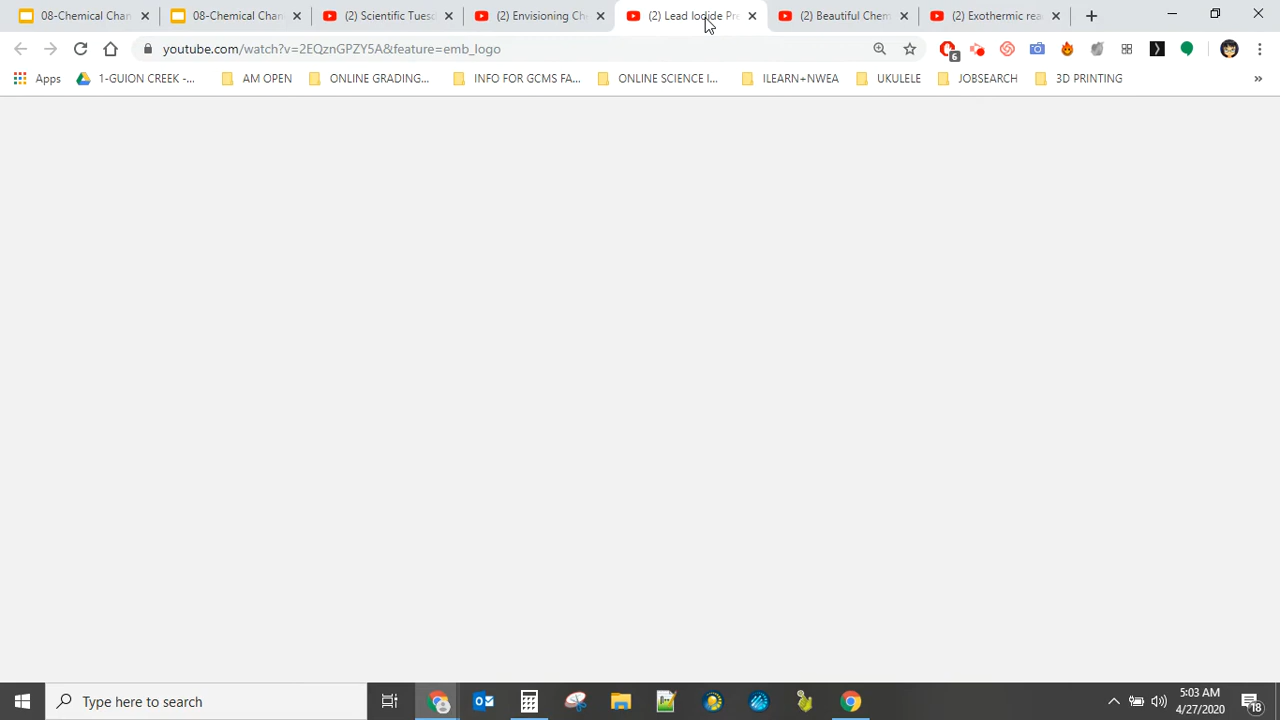 08-Chemical Chan 08-Chemical Chan (2) Scientific Tuesd (2) Envisioning Ch (2) Lead Iodide Pre (2) Beautiful Chem (2) Exothermic rea
youtube.com/watch?v=2EQznGPZY5A&feature=emb_logo 6
Apps 1-GUION CREEK -... AM OPEN ONLINE GRADING... INFO FOR GCMS FA... ONLINE SCIENCE I... ILEARN+NWEA UKULELE JOBSEARCH 3D PRINTING »
Type here to search 5:03 AM
4/27/2020 18